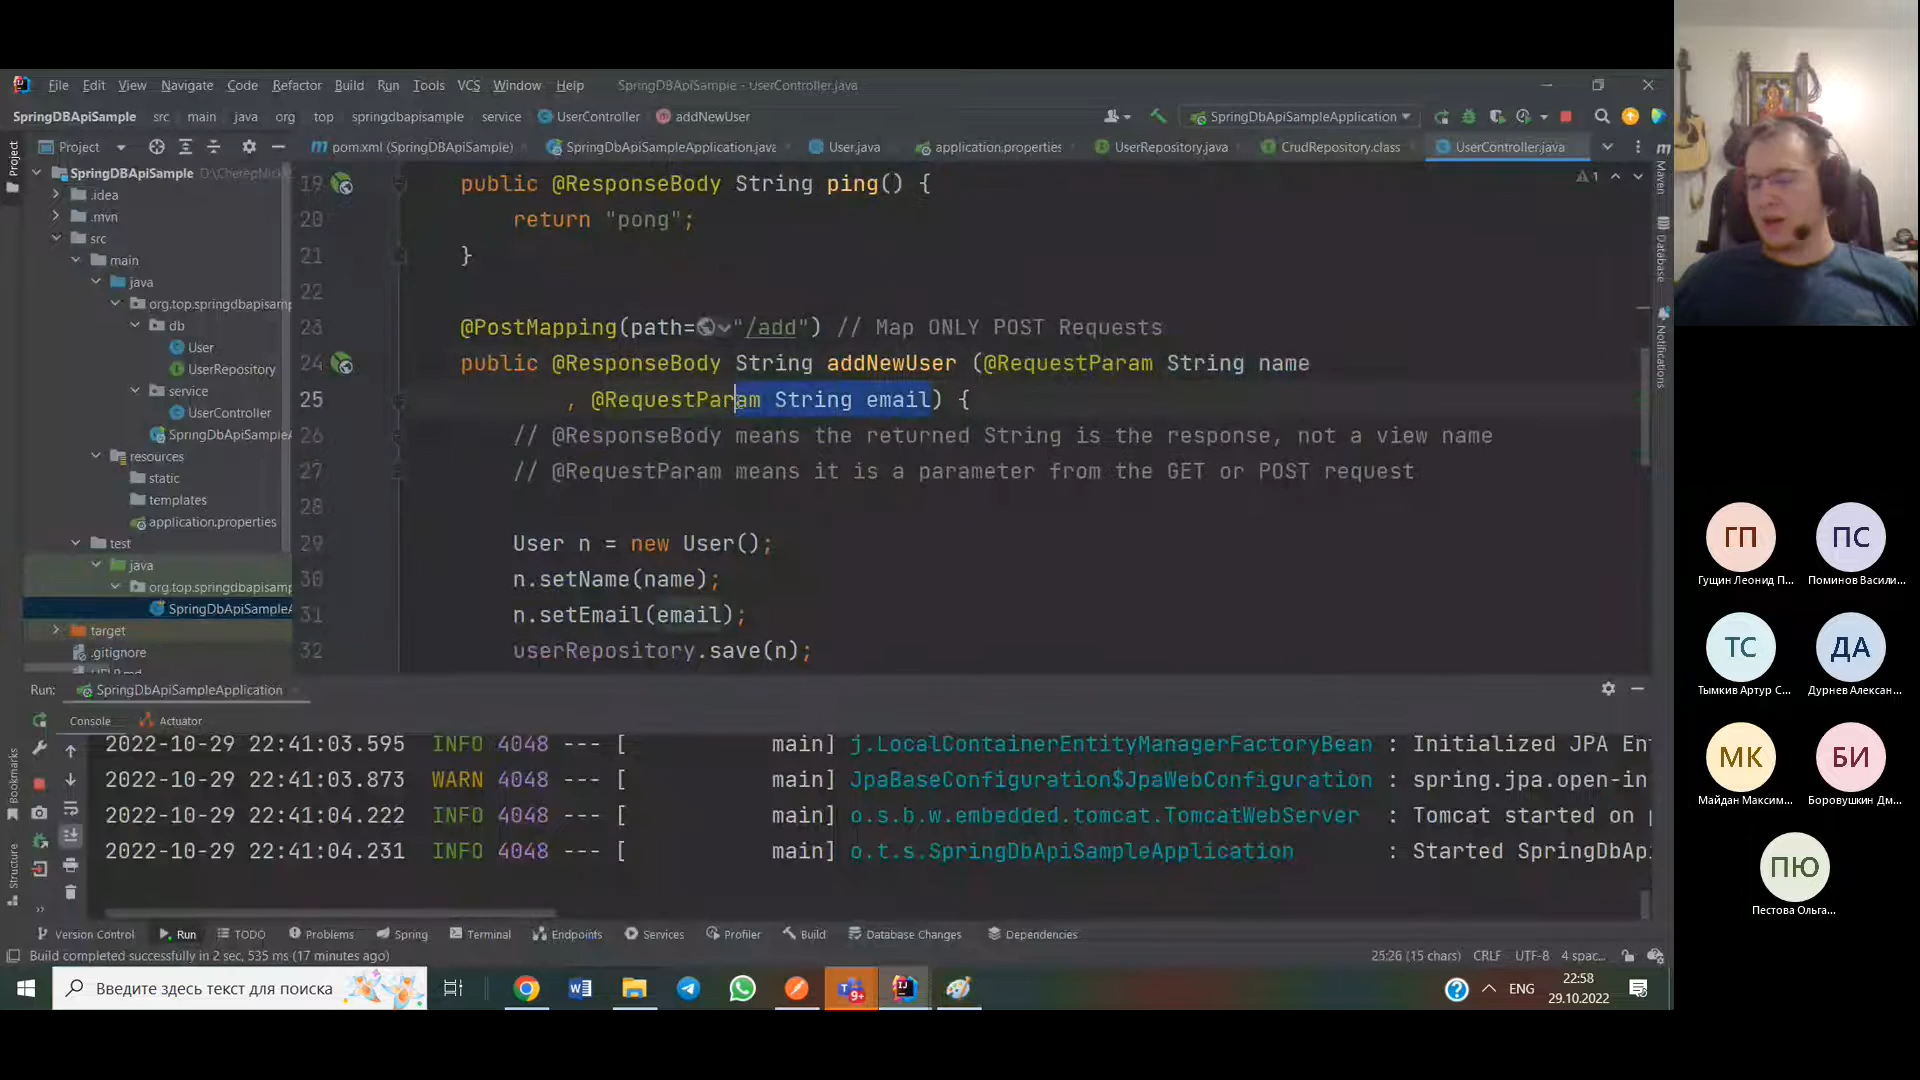 File Edit View Navigate Code Refactor Build Run Tools VCS Window Help SpringDBApiSample - UserController.java
SpringDBApiSample src main java org top springdbapisample service UserController addNewUser SpringDbApiSampleApplication
Project
pom.xml (SpringDBApiSample) SpringDbApiSampleApplication.java User.java application.properties UserRepository.java CrudRepository.class UserController.java
SpringDBApiSample
.idea
.mvn
src
main
java
org.top.springdbapisamp
db
User
UserRepository
service
UserController
SpringDbApiSampleA
resources
static
templates
application.properties
test
java
org.top.springdbapisamp
SpringDbApiSampleA
target
.gitignore
19 public @ResponseBody String ping() {
20 return "pong";
21 }
22
23 @PostMapping(path="/add") // Map ONLY POST Requests
24 public @ResponseBody String addNewUser (@RequestParam String name
25 , @RequestParam String email) {
26 // @ResponseBody means the returned String is the response, not a view name
27 // @RequestParam means it is a parameter from the GET or POST request
28
29 User n = new User();
30 n.setName(name);
31 n.setEmail(email);
32 userRepository.save(n);
1
Project
Bookmarks
Structure
Maven
Database
Notifications
Run: SpringDbApiSampleApplication
Console Actuator
2022-10-29 22:41:03.595 INFO 4048 --- [ main] j.LocalContainerEntityManagerFactoryBean : Initialized JPA En
2022-10-29 22:41:03.873 WARN 4048 --- [ main] JpaBaseConfiguration$JpaWebConfiguration : spring.jpa.open-in
2022-10-29 22:41:04.222 INFO 4048 --- [ main] o.s.b.w.embedded.tomcat.TomcatWebServer : Tomcat started on p
2022-10-29 22:41:04.231 INFO 4048 --- [ main] o.t.s.SpringDbApiSampleApplication : Started SpringDbApi
Version Control Run TODO Problems Spring Terminal Endpoints Services Profiler Build Database Changes Dependencies
Build completed successfully in 2 sec, 535 ms (17 minutes ago) 25:26 (15 chars) CRLF UTF-8 4 spac...
Введите здесь текст для поиска
9+
ENG
22:58
29.10.2022
ГП
Гущин Леонид П...
ПС
Поминов Васили...
ТС
Тымкив Артур С...
ДА
Дурнев Алексан...
МК
Майдан Максим...
БИ
Боровушкин Дм...
ПЮ
Пестова Ольга...